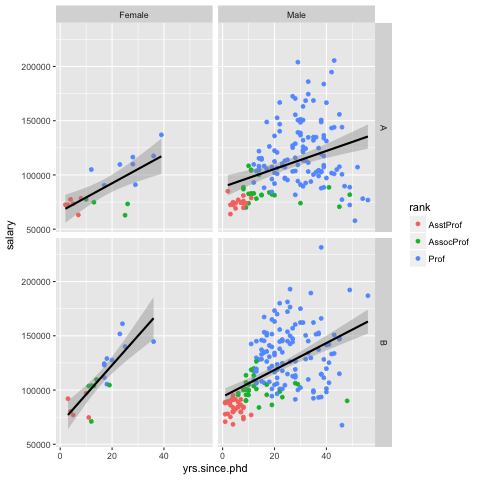 Female Male
salary
200000
150000
100000
50000
A
200000
150000
100000
50000
B
0 20 40 0 20 40
yrs.since.phd
rank
AsstProf
AssocProf
Prof